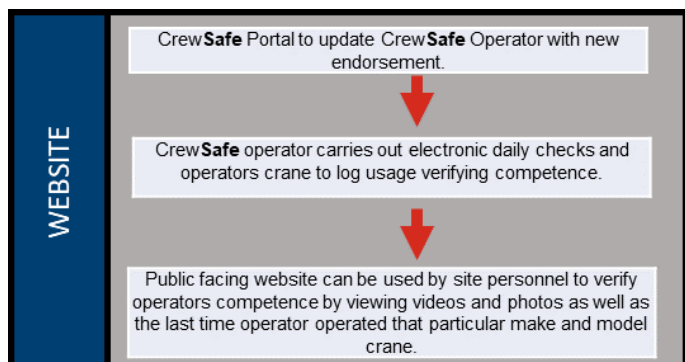 WEBSITE
CrewSafe Portal to update CrewSafe Operator with new
endorsement.
CrewSafe operator carries out electronic daily checks and
operators crane to log usage verifying competence.
Public facing website can be used by site personnel to verify
operators competence by viewing videos and photos as well as
the last time operator operated that particular make and model
crane.